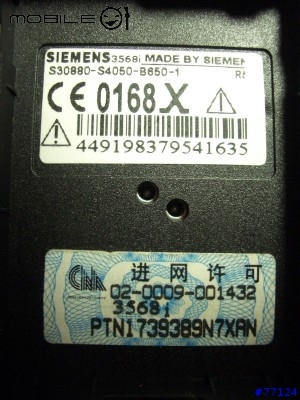 MOBILE01
SIEMENS 3568i MADE BY SIEMEN
S30880-S4050-B650-1
CE 0168 X
449198379541635
进网许可
02-0009-001432
3568i
PTN1739389N7XAN
#77124